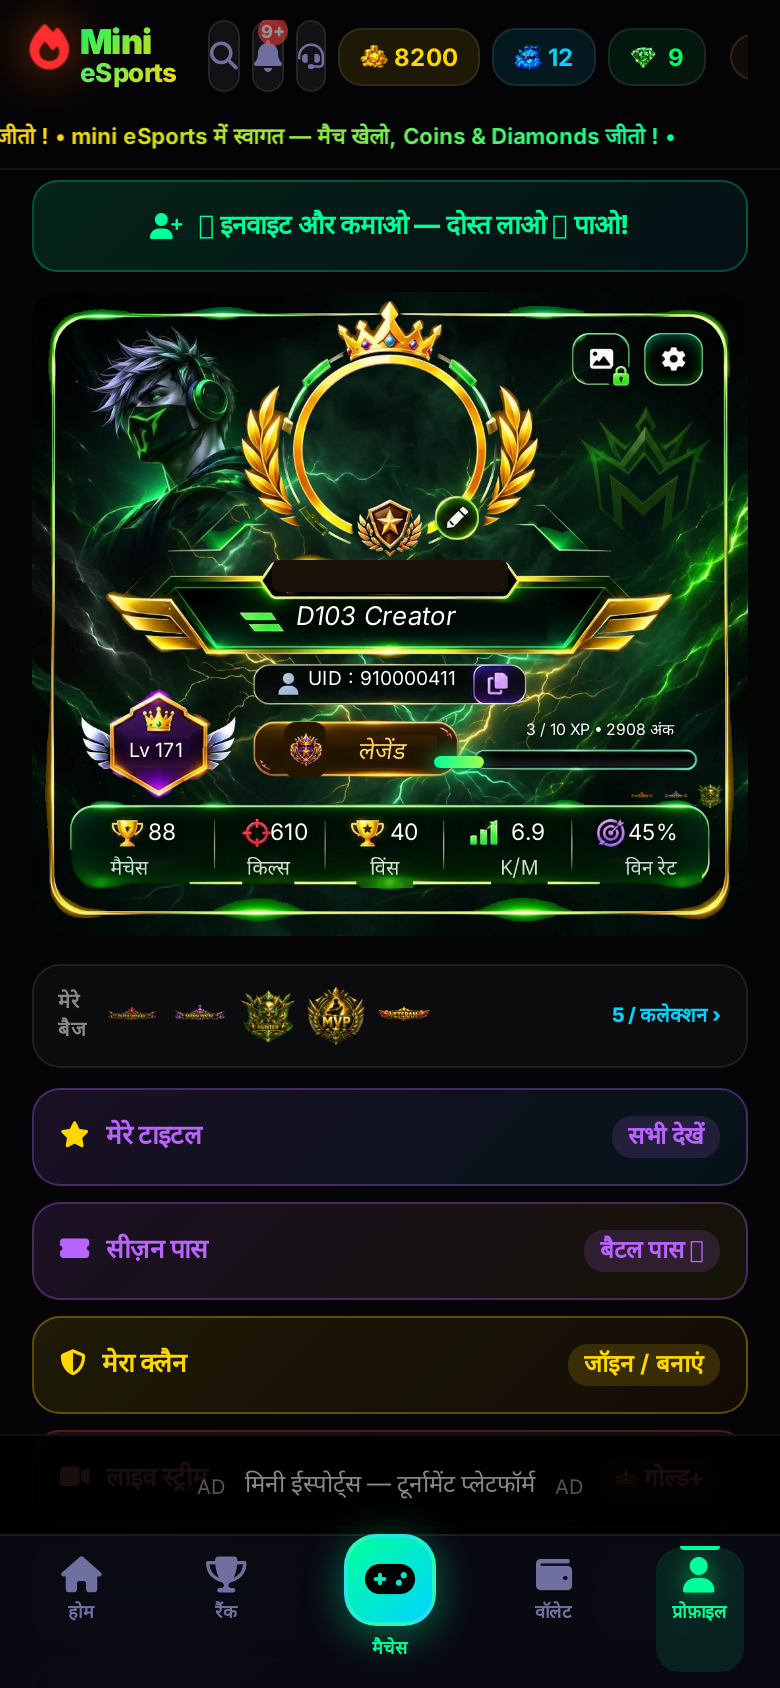 Mini
eSports
9+
8200
12
9
जीतो ! • mini eSports में स्वागत — मैच खेलो, Coins & Diamonds जीतो ! •
इनवाइट और कमाओ — दोस्त लाओ पाओ!
D103 Creator
UID : 910000411
Lv 171
लेजेंड
3 / 10 XP • 2908 अंक
88
610
40
6.9
45%
मैचेस
किल्स
विंस
K/M
विन रेट
मेरे
बैज
HUNTER
MVP
VETERAN
5 / कलेक्शन ›
मेरे टाइटल
सभी देखें
सीज़न पास
बैटल पास
मेरा क्लैन
जॉइन / बनाएं
लाइव स्ट्रीम
गोल्ड+
AD मिनी ईस्पोर्ट्स — टूर्नामेंट प्लेटफॉर्म AD
होम
रैंक
मैचेस
वॉलेट
प्रोफ़ाइल